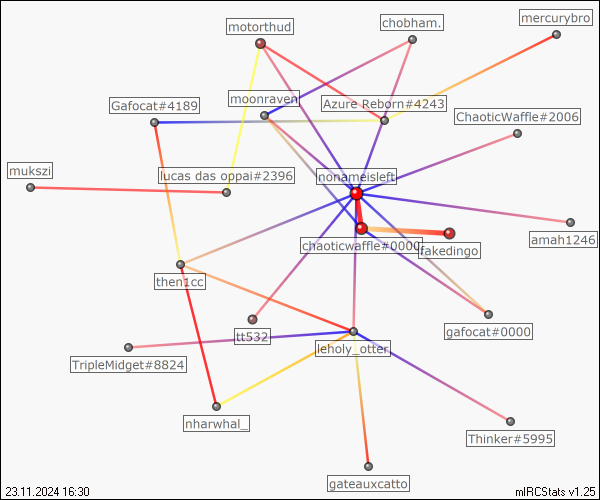 mercurybro
chobham.
motorthud
moonraven
Azure Reborn#4243
Gafocat#4189
ChaoticWaffle#2006
mukszi
lucas das oppai#2396
nonameisleft
amah1246
chaoticwaffle#0000
fakedingo
then1cc
gafocat#0000
tt532
leholy_otter
TripleMidget#8824
nharwhal_
Thinker#5995
gateauxcatto
23.11.2024 16:30
mIRCStats v1.25